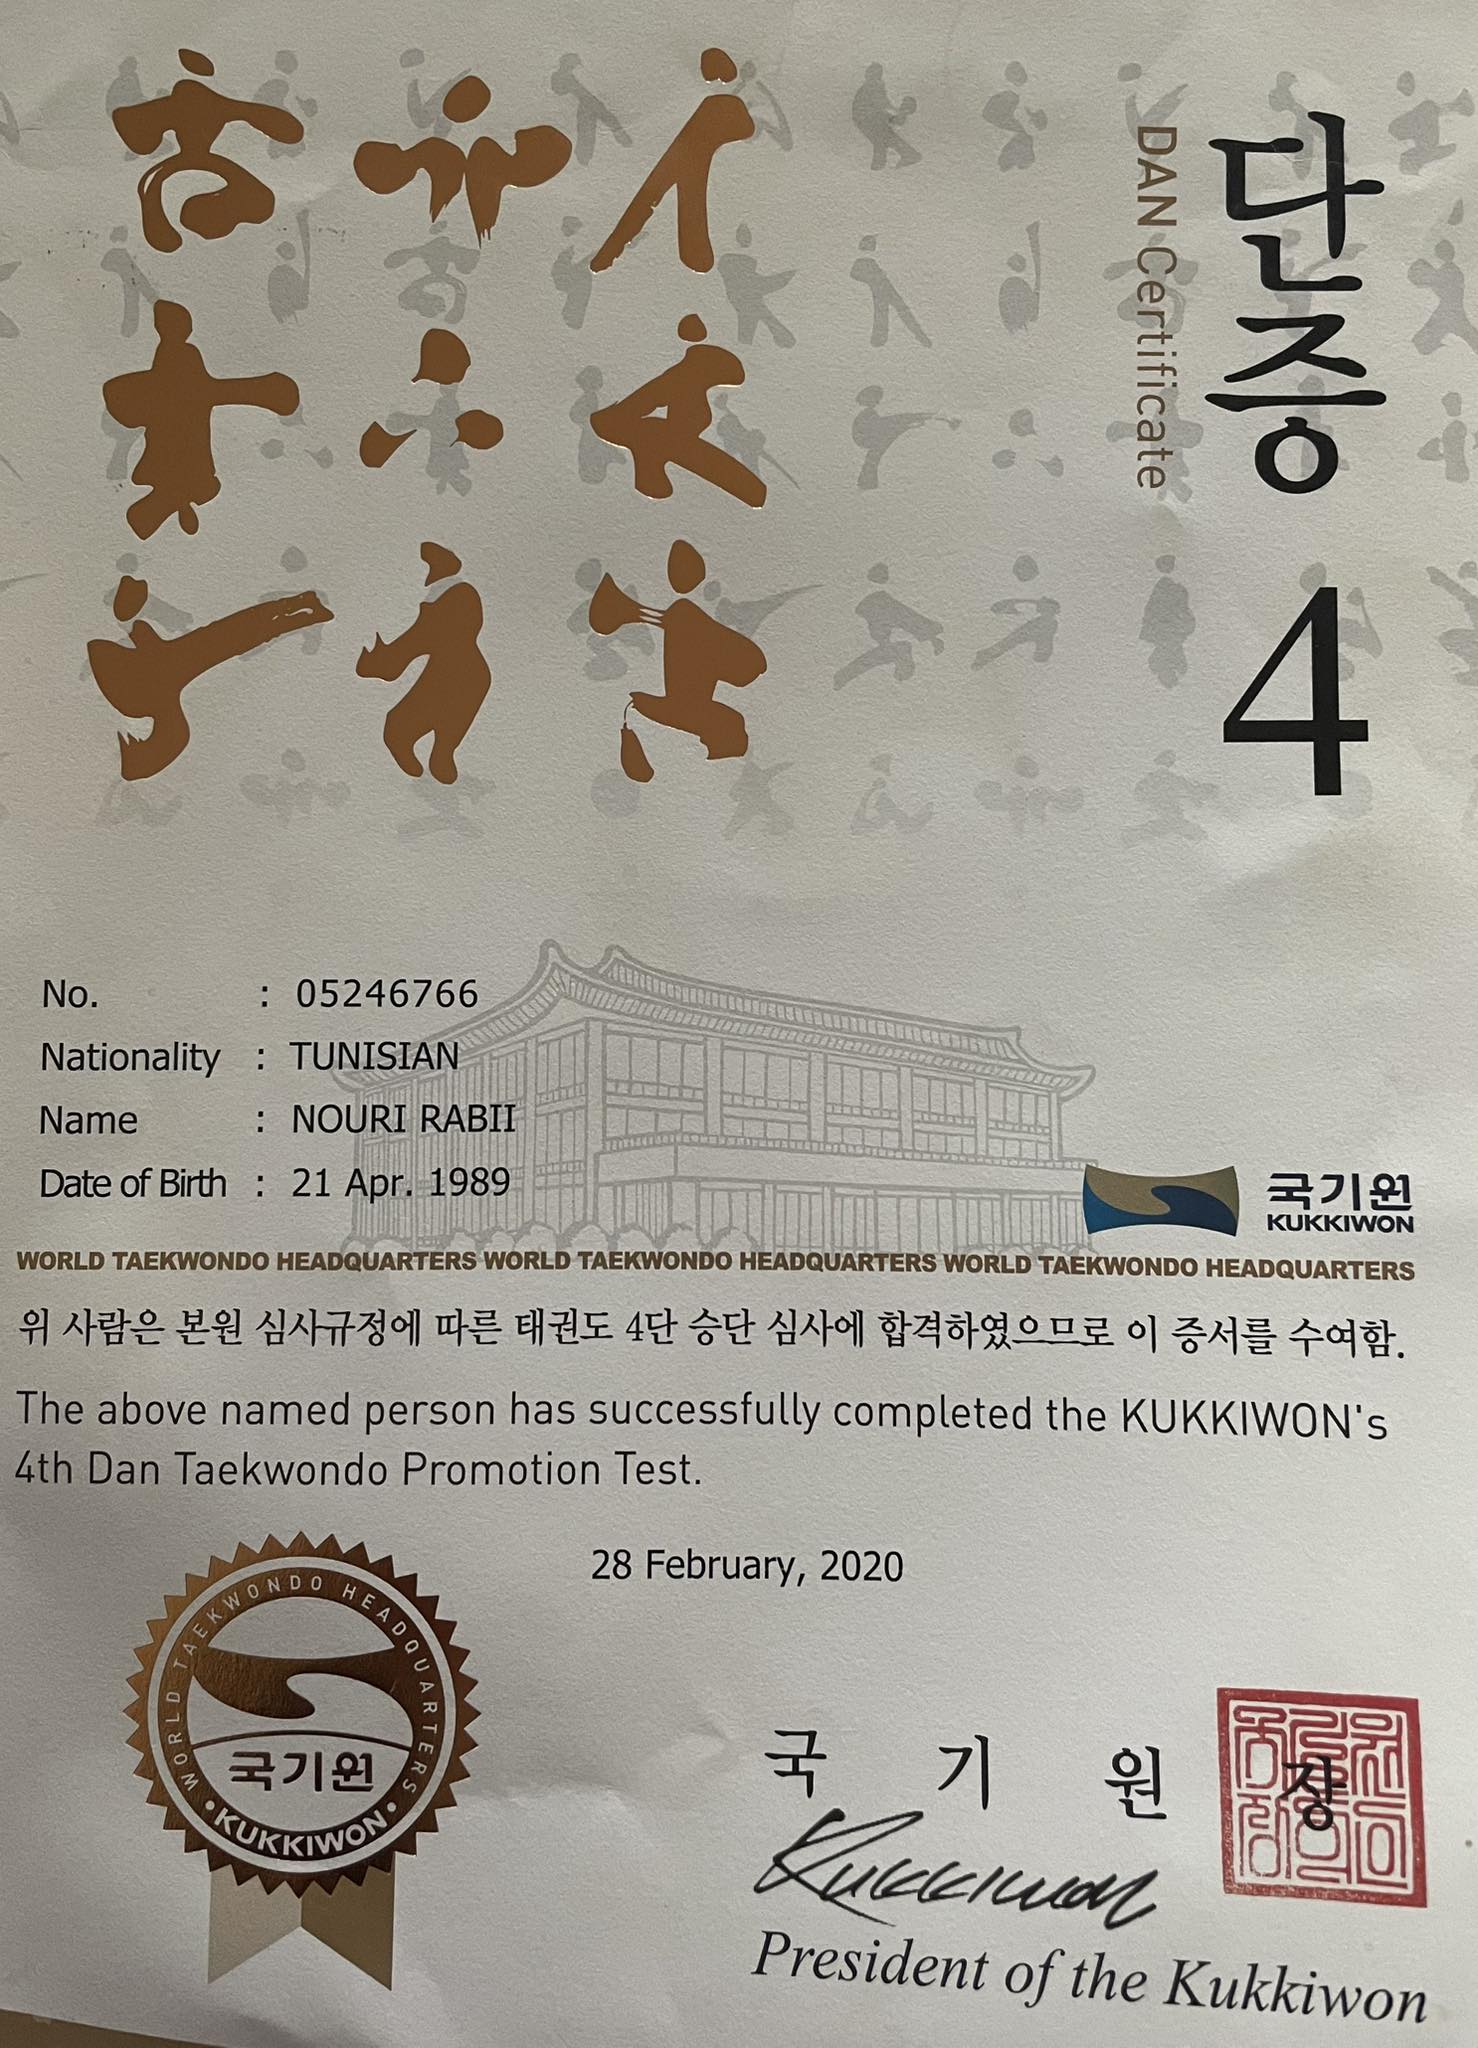 단증
DAN Certificate
4
No. : 05246766
Nationality : TUNISIAN
Name : NOURI RABII
Date of Birth : 21 Apr. 1989
국기원
KUKKIWON
WORLD TAEKWONDO HEADQUARTERS WORLD TAEKWONDO HEADQUARTERS WORLD TAEKWONDO HEADQUARTERS
위 사람은 본원 심사규정에 따른 태권도 4단 승단 심사에 합격하였으므로 이 증서를 수여함.
The above named person has successfully completed the KUKKIWON's
4th Dan Taekwondo Promotion Test.
28 February, 2020
WORLD TAEKWONDO HEADQUARTERS
국기원
• KUKKIWON •
국 기 원 장
Kukkiwon
President of the Kukkiwon